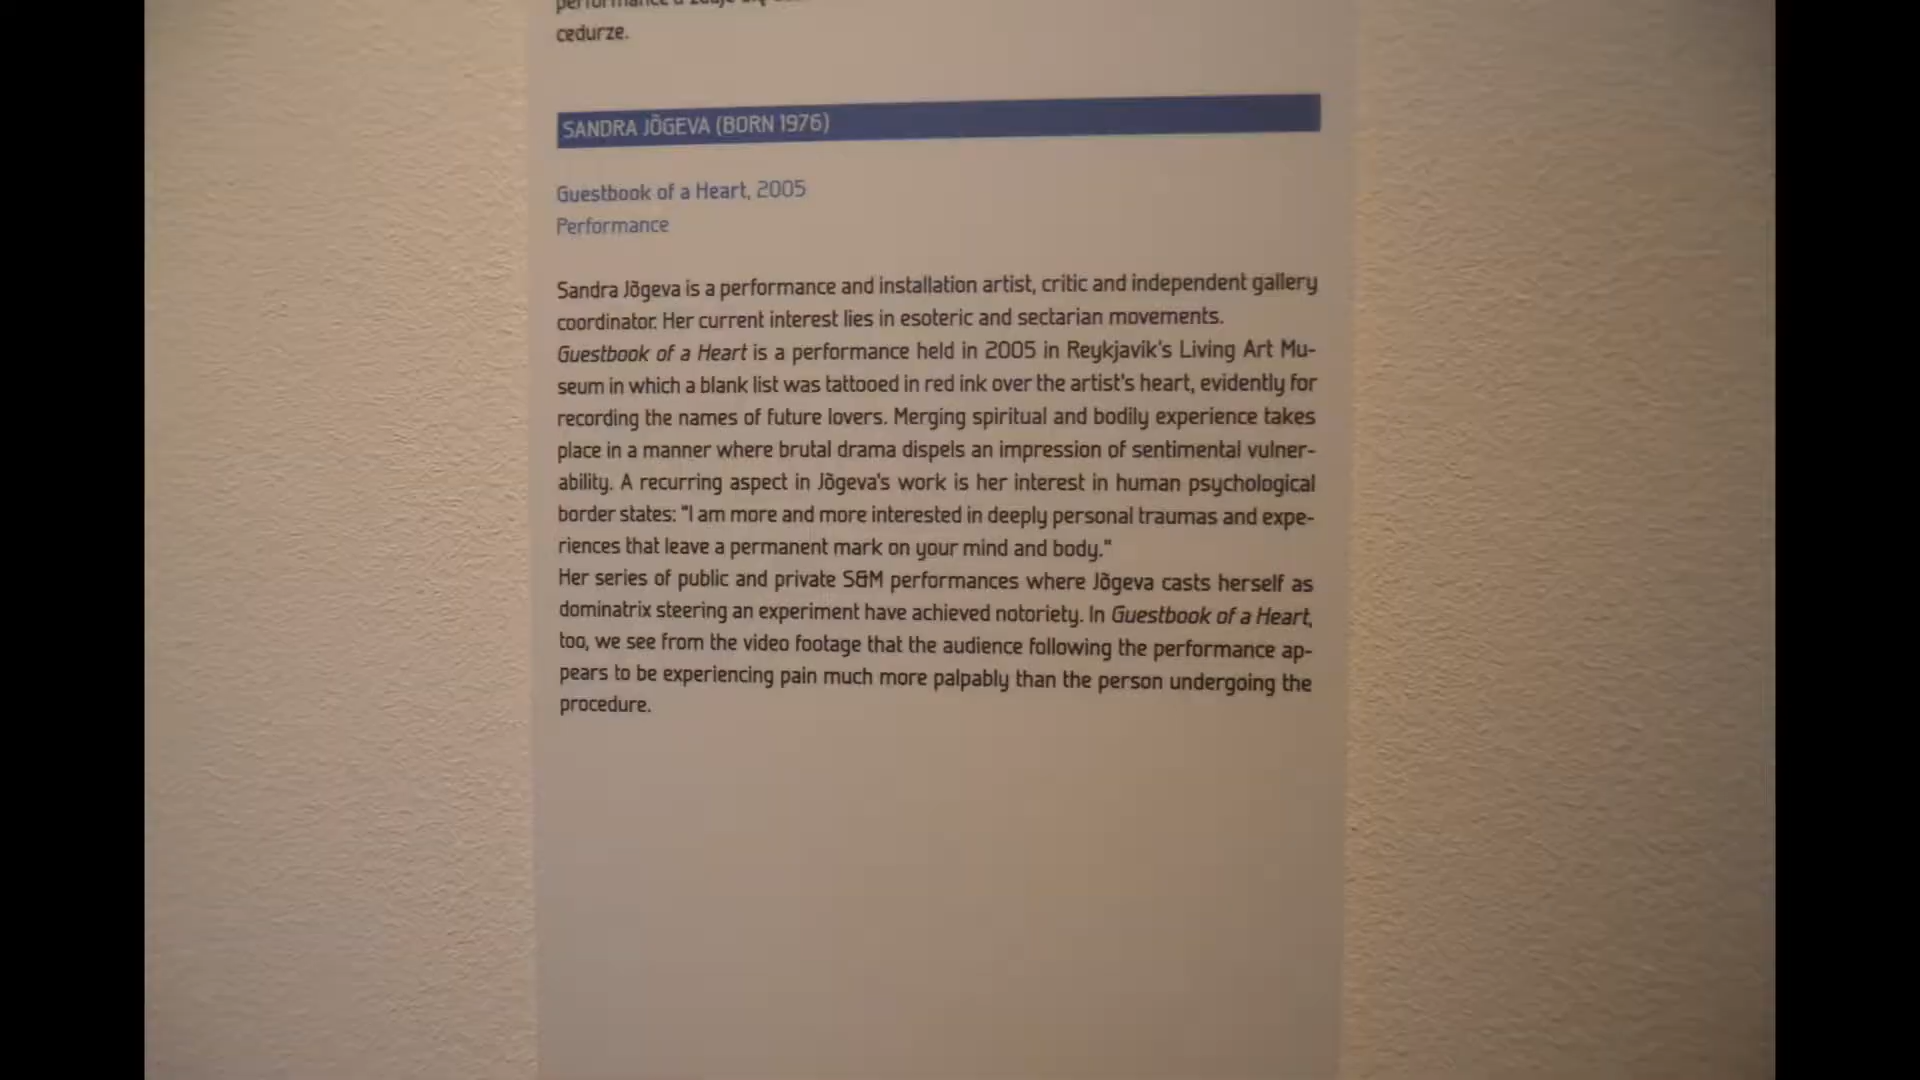 cedurze.
SANDRA JÕGEVA (BORN 1976)
Guestbook of a Heart, 2005
Performance
Sandra Jõgeva is a performance and installation artist, critic and independent gallery
coordinator. Her current interest lies in esoteric and sectarian movements.
Guestbook of a Heart is a performance held in 2005 in Reykjavik's Living Art Mu-
seum in which a blank list was tattooed in red ink over the artist's heart, evidently for
recording the names of future lovers. Merging spiritual and bodily experience takes
place in a manner where brutal drama dispels an impression of sentimental vulner-
ability. A recurring aspect in Jõgeva's work is her interest in human psychological
border states: "I am more and more interested in deeply personal traumas and expe-
riences that leave a permanent mark on your mind and body."
Her series of public and private S&M performances where Jõgeva casts herself as
dominatrix steering an experiment have achieved notoriety. In Guestbook of a Heart,
too, we see from the video footage that the audience following the performance ap-
pears to be experiencing pain much more palpably than the person undergoing the
procedure.